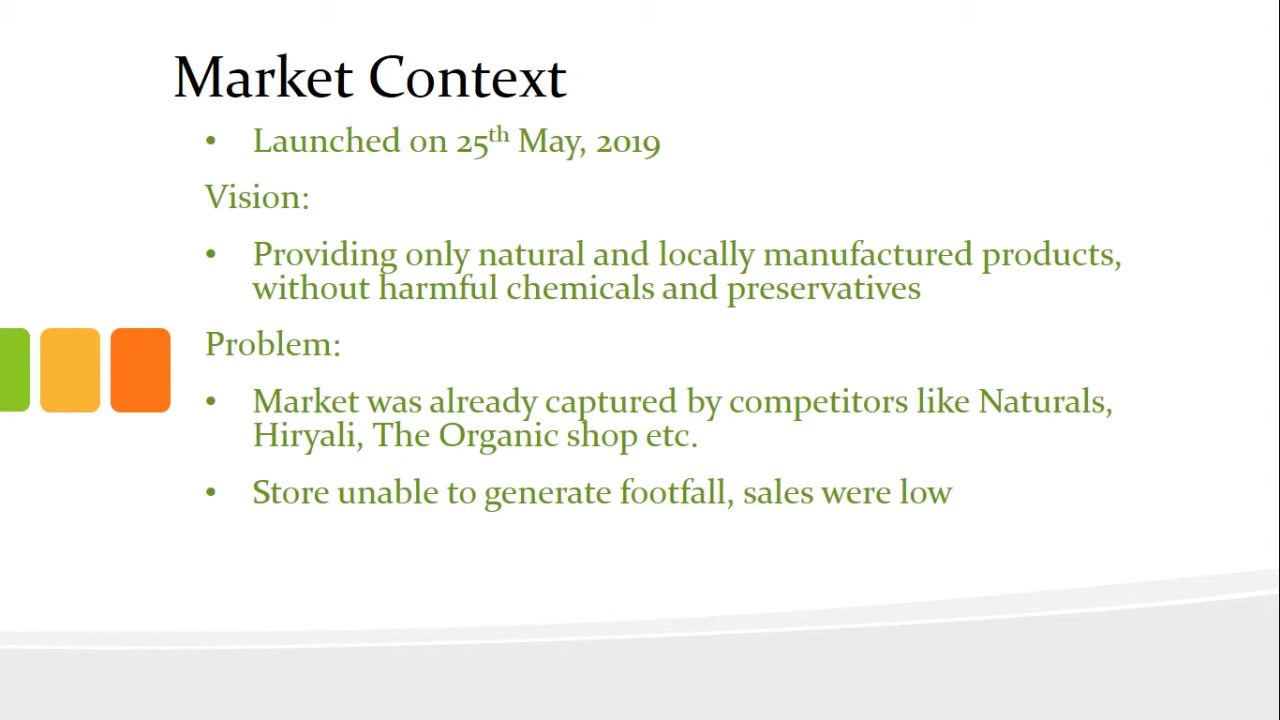 Market Context
• Launched on 25th May, 2019
Vision:
• Providing only natural and locally manufactured products,
without harmful chemicals and preservatives
Problem:
• Market was already captured by competitors like Naturals,
Hiryali, The Organic shop etc.
• Store unable to generate footfall, sales were low